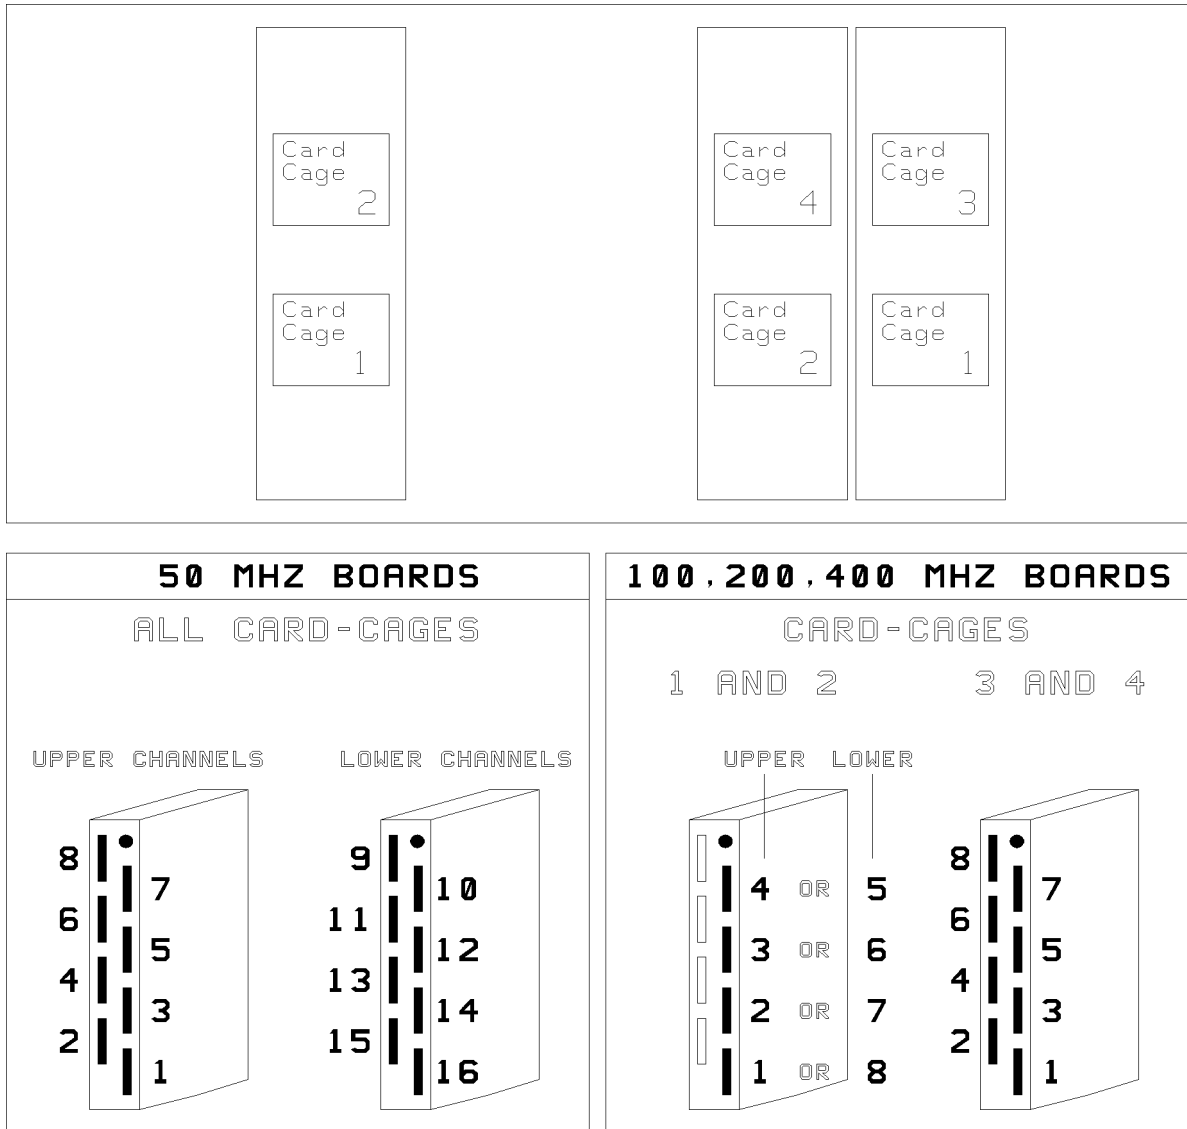 Card
Cage
2
Card
Cage
4
Card
Cage
3
Card
Cage
1
Card
Cage
2
Card
Cage
1
50 MHZ BOARDS
ALL CARD-CAGES
UPPER CHANNELS
LOWER CHANNELS
8
7
6
5
4
3
2
1
9
10
11
12
13
14
15
16
100,200,400 MHZ BOARDS
CARD-CAGES
1 AND 2
3 AND 4
UPPER LOWER
4 OR 5
3 OR 6
2 OR 7
1 OR 8
8
7
6
5
4
3
2
1